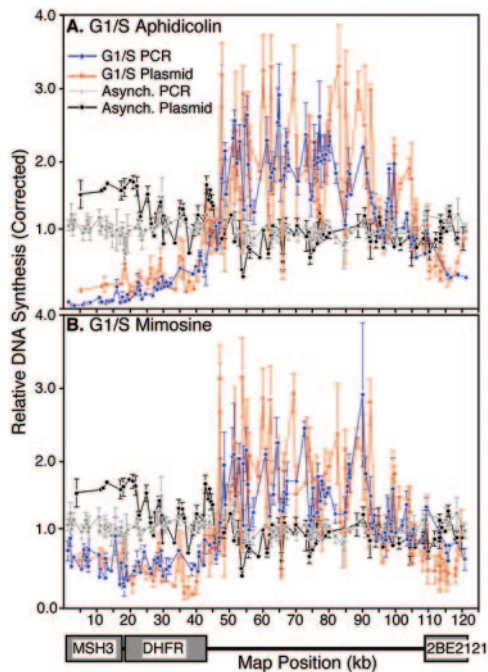 A. G1/S Aphidicolin
G1/S PCR
G1/S Plasmid
Asynch. PCR
Asynch. Plasmid
4.0
3.0
2.0
1.0
Relative DNA Synthesis (Corrected)
B. G1/S Mimosine
4.0
3.0
2.0
1.0
0.0
10 20 30 40 50 60 70 80 90 100 110 120
MSH3 DHFR 2BE2121
Map Position (kb)